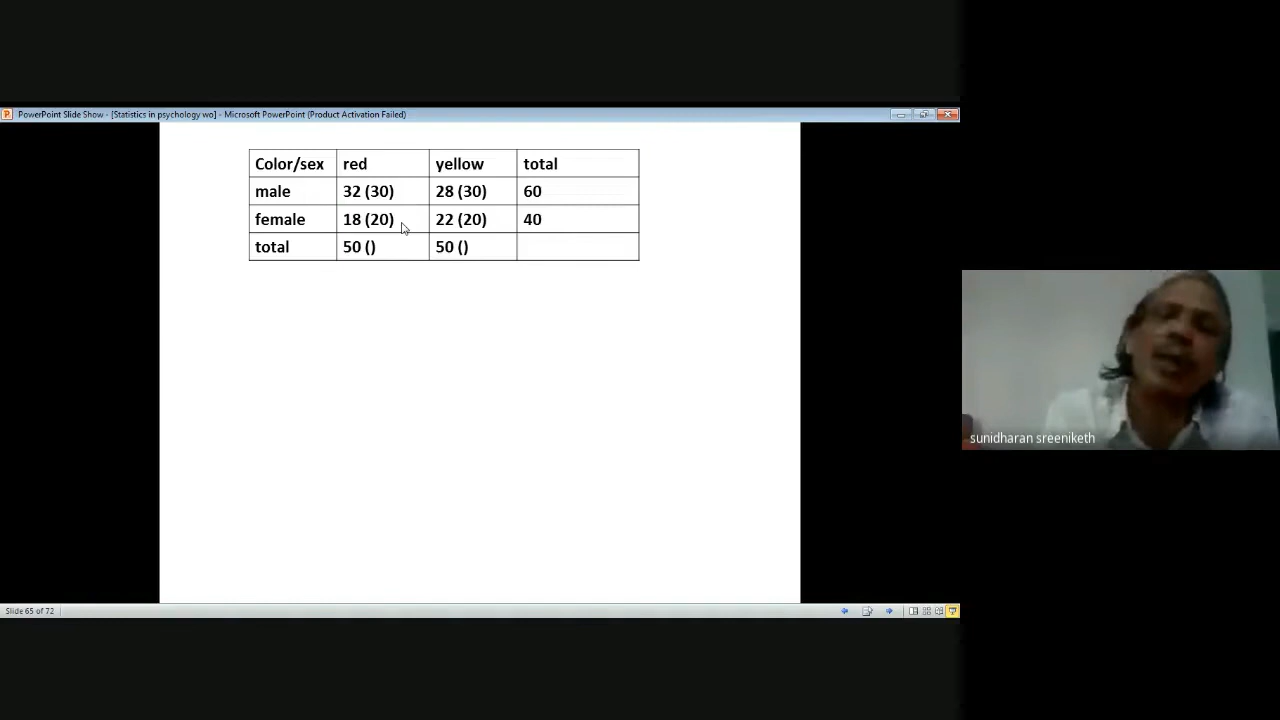 PowerPoint Slide Show - [Statistics in psychology wo] - Microsoft PowerPoint (Product Activation Failed)
Color/sex red yellow total
male 32 (30) 28 (30) 60
female 18 (20) 22 (20) 40
total 50 () 50 ()
sunidharan sreeniketh
Slide 65 of 72